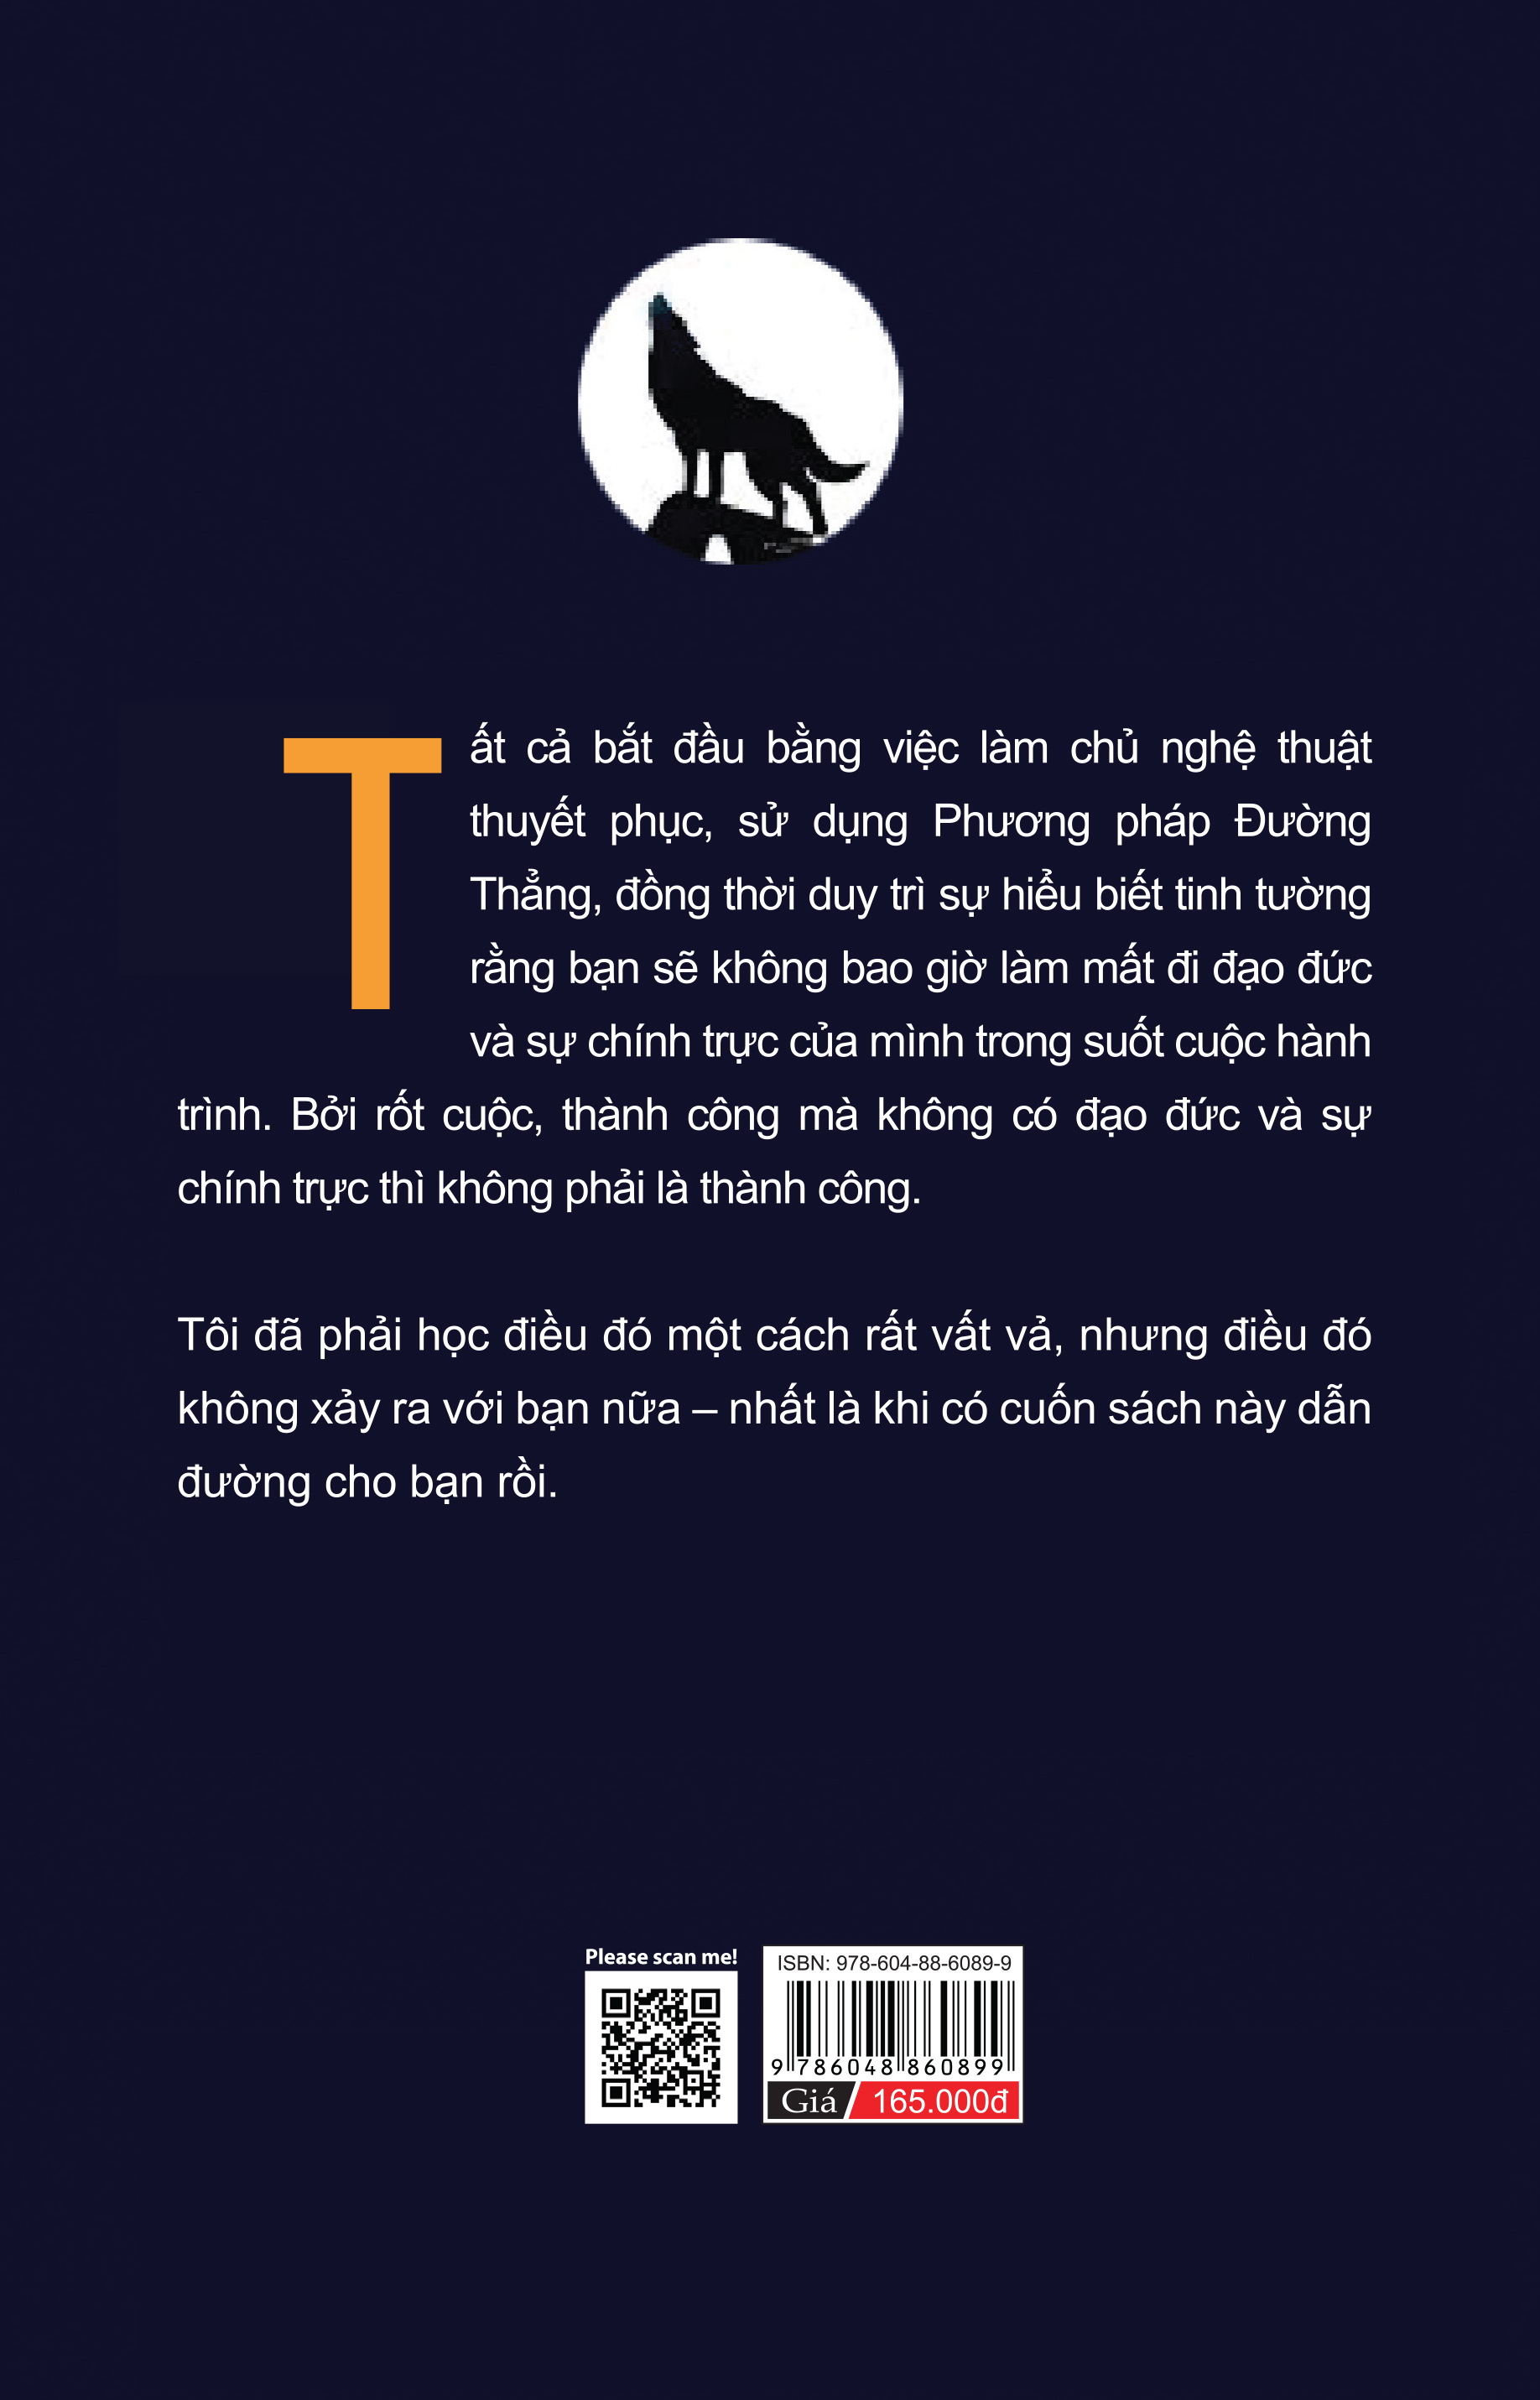 Tất cả bắt đầu bằng việc làm chủ nghệ thuật
thuyết phục, sử dụng Phương pháp Đường
Thẳng, đồng thời duy trì sự hiểu biết tinh tường
rằng bạn sẽ không bao giờ làm mất đi đạo đức
và sự chính trực của mình trong suốt cuộc hành
trình. Bởi rốt cuộc, thành công mà không có đạo đức và sự
chính trực thì không phải là thành công.
Tôi đã phải học điều đó một cách rất vất vả, nhưng điều đó
không xảy ra với bạn nữa – nhất là khi có cuốn sách này dẫn
đường cho bạn rồi.
Please scan me!
ISBN: 978-604-88-6089-9
9 786048 860899
Giá 165.000đ